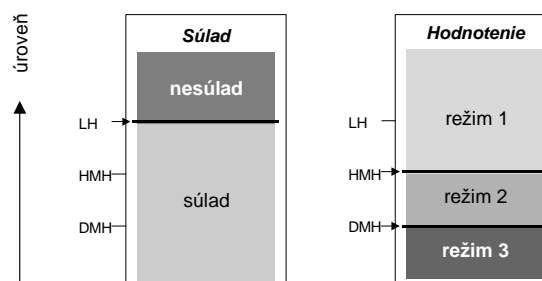 úroveň
Súlad
nesúlad
LH
HMH
súlad
DMH
Hodnotenie
LH
režim 1
HMH
režim 2
DMH
režim 3